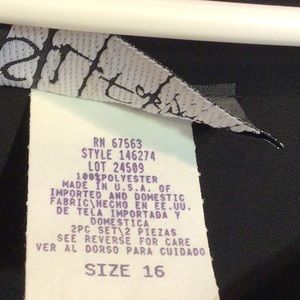 RN 67563
STYLE 146274
LOT 24509
100%POLYESTER
MADE IN U.S.A. OF
IMPORTED AND DOMESTIC
FABRIC\HECHO EN EE.UU.
DE TELA IMPORTADA Y
DOMESTICA
2PC SET\2 PIEZAS
SEE REVERSE FOR CARE
VER AL DORSO PARA CUIDADO
SIZE 16